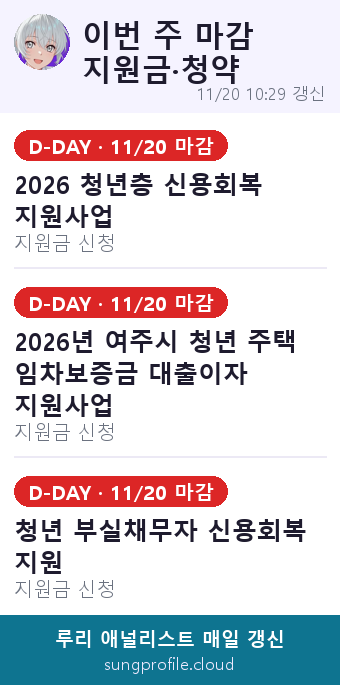 이번 주 마감
지원금·청약
11/20 10:29 갱신
D-DAY · 11/20 마감
2026 청년층 신용회복
지원사업
지원금 신청
D-DAY · 11/20 마감
2026년 여주시 청년 주택
임차보증금 대출이자
지원사업
지원금 신청
D-DAY · 11/20 마감
청년 부실채무자 신용회복
지원
지원금 신청
루리 애널리스트 매일 갱신
sungprofile.cloud